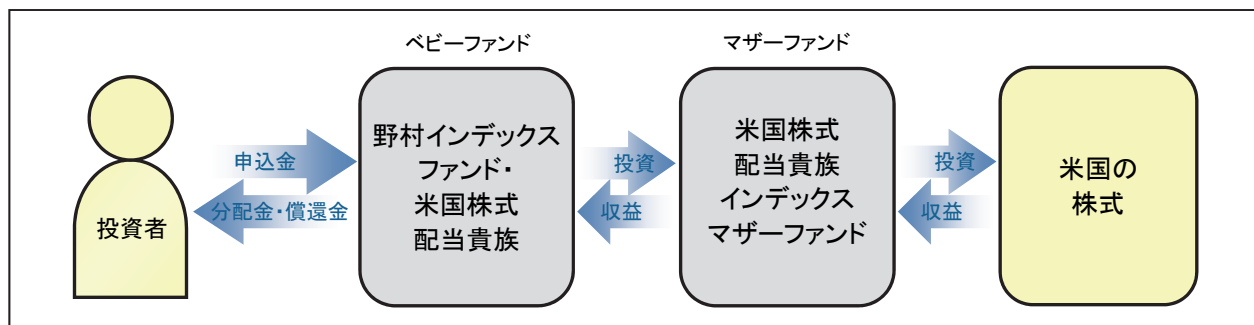 ベビーファンド
マザーファンド
投資者
申込金
分配金・償還金
野村インデックス
ファンド・
米国株式
配当貴族
投資
収益
米国株式
配当貴族
インデックス
マザーファンド
投資
収益
米国の
株式